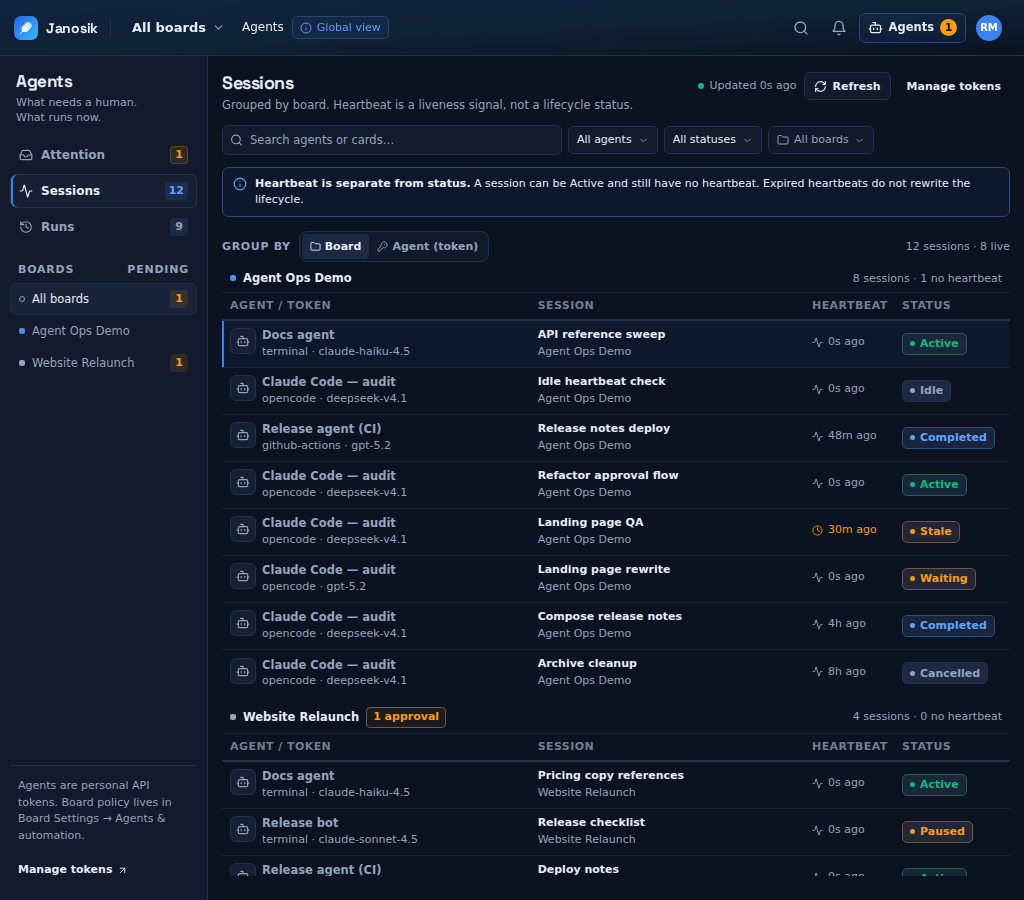 Janosik
All boards
Agents
Global view
Agents 1
RM
Agents
What needs a human.
What runs now.
Attention 1
Sessions 12
Runs 9
BOARDS PENDING
All boards 1
Agent Ops Demo
Website Relaunch 1
Agents are personal API
tokens. Board policy lives in
Board Settings → Agents &
automation.
Manage tokens
Sessions
Grouped by board. Heartbeat is a liveness signal, not a lifecycle status.
Updated 0s ago
Refresh
Manage tokens
Search agents or cards...
All agents
All statuses
All boards
Heartbeat is separate from status. A session can be Active and still have no heartbeat. Expired heartbeats do not rewrite the
lifecycle.
GROUP BY Board Agent (token)
12 sessions · 8 live
Agent Ops Demo
8 sessions · 1 no heartbeat
AGENT / TOKEN SESSION HEARTBEAT STATUS
Docs agent API reference sweep 0s ago Active
terminal · claude-haiku-4.5 Agent Ops Demo
Claude Code — audit Idle heartbeat check 0s ago Idle
opencode · deepseek-v4.1 Agent Ops Demo
Release agent (CI) Release notes deploy 48m ago Completed
github-actions · gpt-5.2 Agent Ops Demo
Claude Code — audit Refactor approval flow 0s ago Active
opencode · deepseek-v4.1 Agent Ops Demo
Claude Code — audit Landing page QA 30m ago Stale
opencode · deepseek-v4.1 Agent Ops Demo
Claude Code — audit Landing page rewrite 0s ago Waiting
opencode · gpt-5.2 Agent Ops Demo
Claude Code — audit Compose release notes 4h ago Completed
opencode · deepseek-v4.1 Agent Ops Demo
Claude Code — audit Archive cleanup 8h ago Cancelled
opencode · deepseek-v4.1 Agent Ops Demo
Website Relaunch 1 approval
4 sessions · 0 no heartbeat
AGENT / TOKEN SESSION HEARTBEAT STATUS
Docs agent Pricing copy references 0s ago Active
terminal · claude-haiku-4.5 Website Relaunch
Release bot Release checklist 0s ago Paused
terminal · claude-sonnet-4.5 Website Relaunch
Release agent (CI) Deploy notes 0s ago